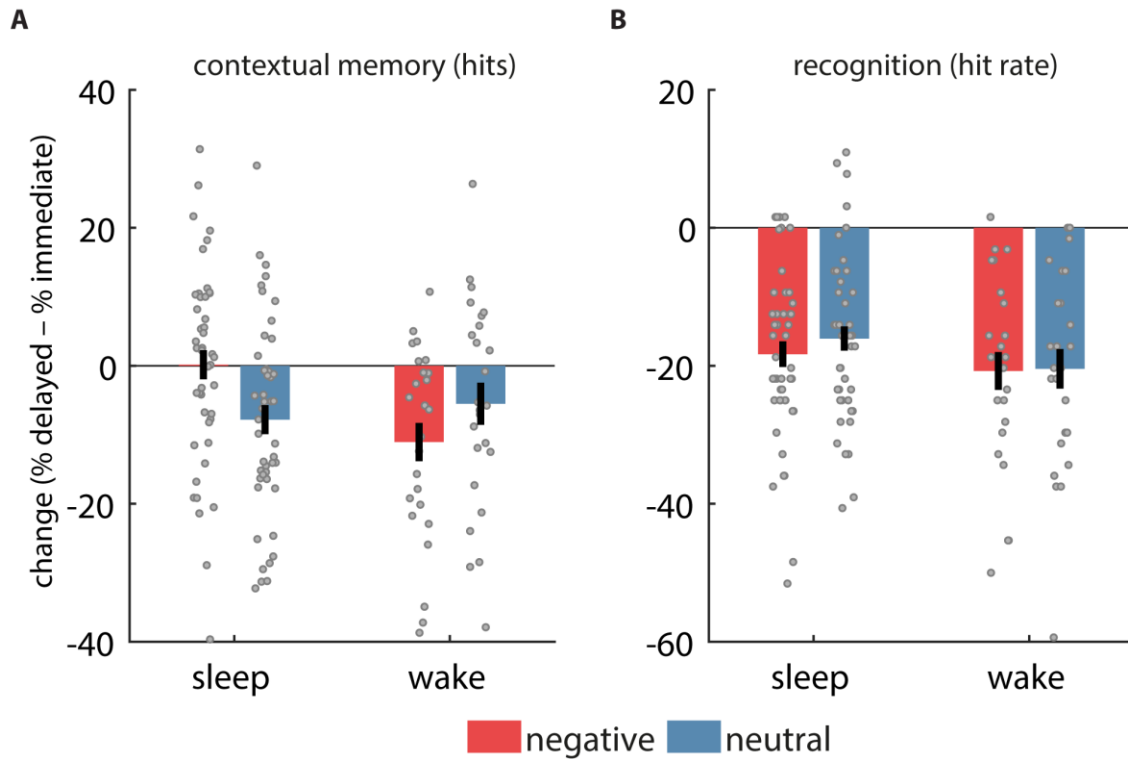 A
contextual memory (hits)
change (% delayed – % immediate)
40
20
0
-20
-40
sleep
wake
B
recognition (hit rate)
20
0
-20
-40
-60
sleep
wake
negative
neutral